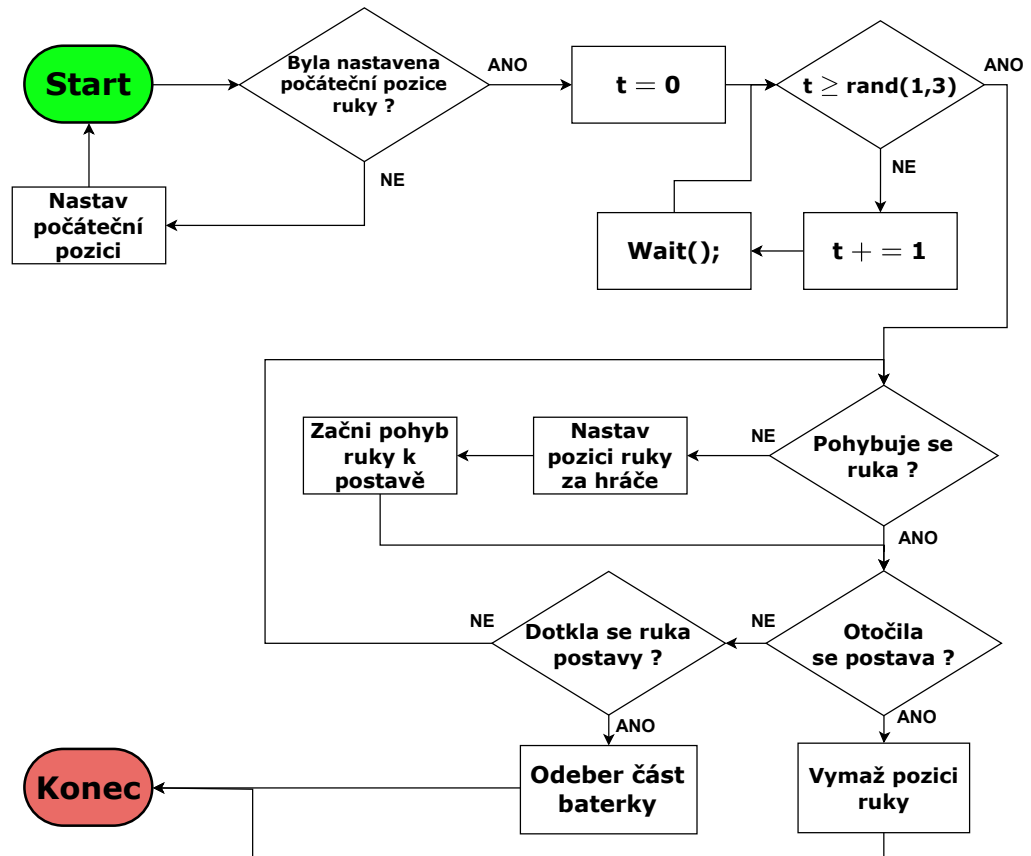 Start
Byla nastavena
počáteční pozice
ruky ?
ANO
t = 0
t ≥ rand(1,3)
ANO
NE
NE
Nastav
počáteční
pozici
Wait();
t + = 1
Začni pohyb
ruky k
postavě
Nastav
pozici ruky
za hráče
NE
Pohybuje se
ruka ?
ANO
NE
Dotkla se ruka
postavy ?
NE
Otočila
se postava ?
ANO
ANO
Konec
Odeber část
baterky
Vymaž pozici
ruky